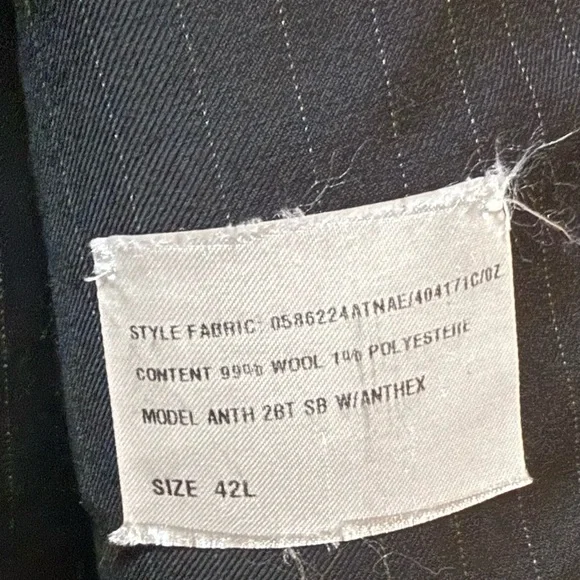 STYLE FABRIC: 0586224ATNAE/404171C/0Z
CONTENT 99% WOOL 1% POLYESTERE
MODEL ANTH 2BT SB W/ANTHEX
SIZE 42L